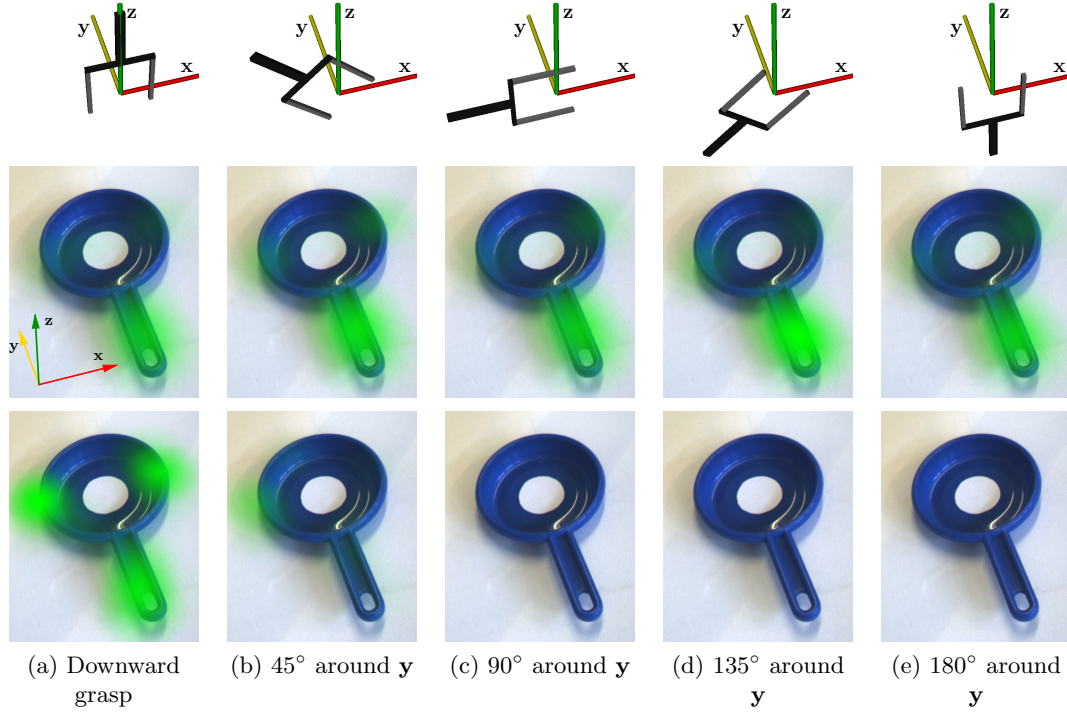 z
y
x
z
y
x
z
y
x
z
y
x
z
y
x
z
y
x
(a) Downward
grasp
(b) 45° around y
(c) 90° around y
(d) 135° around
y
(e) 180° around
y